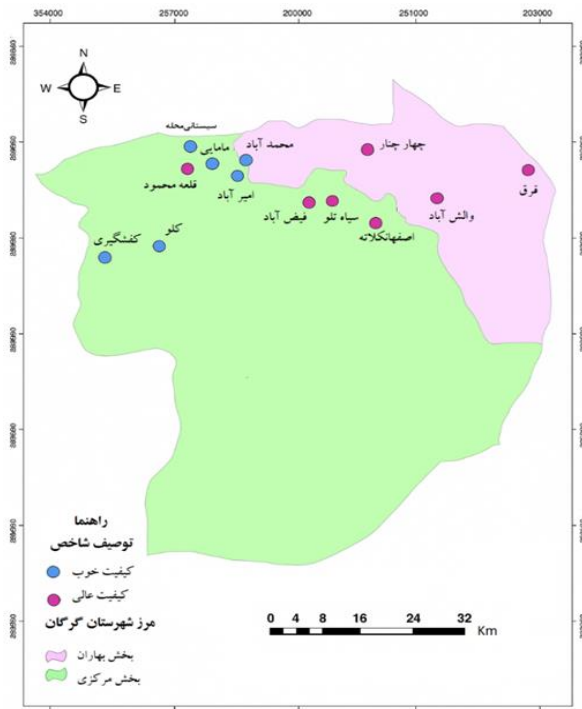 354000 257000 200000 251000 203000
N
W E
S
سیستانی‌محله
مامایی
محمد آباد
چهار چنار
قلعه محمود
امیر آباد
قرق
فیض آباد
سیاه تلو
والش آباد
اصفهانکلاته
کلو
کفشگیری
راهنما
توصیف شاخص
کیفیت خوب
کیفیت عالی
مرز شهرستان گرگان
بخش بهاران
بخش مرکزی
0 4 8 16 24 32
Km